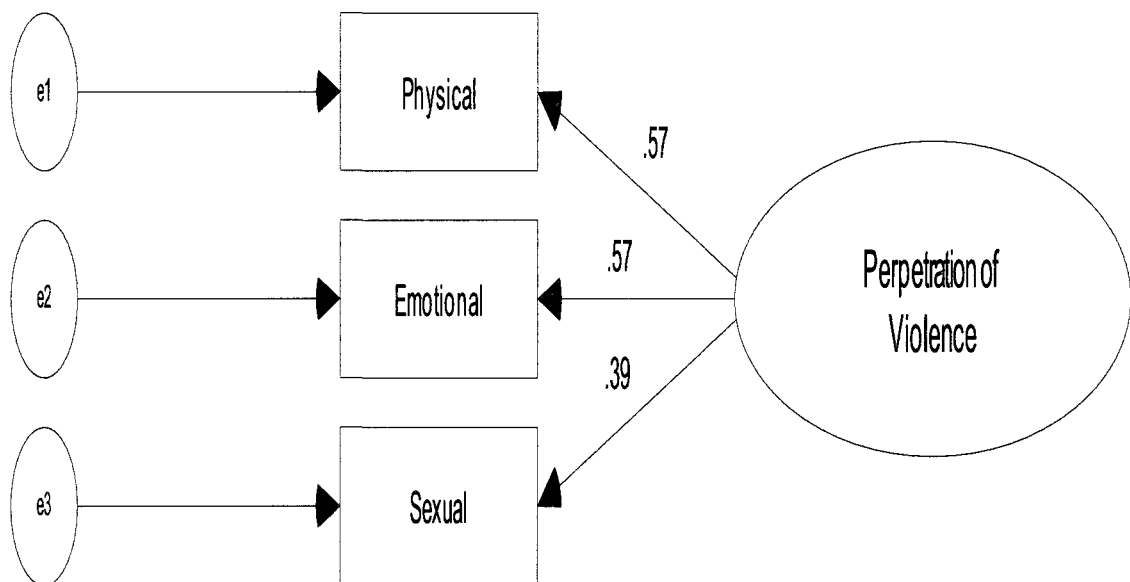 e1
Physical
.57
e2
Emotional
.57
Perpetration of
Violence
.39
e3
Sexual